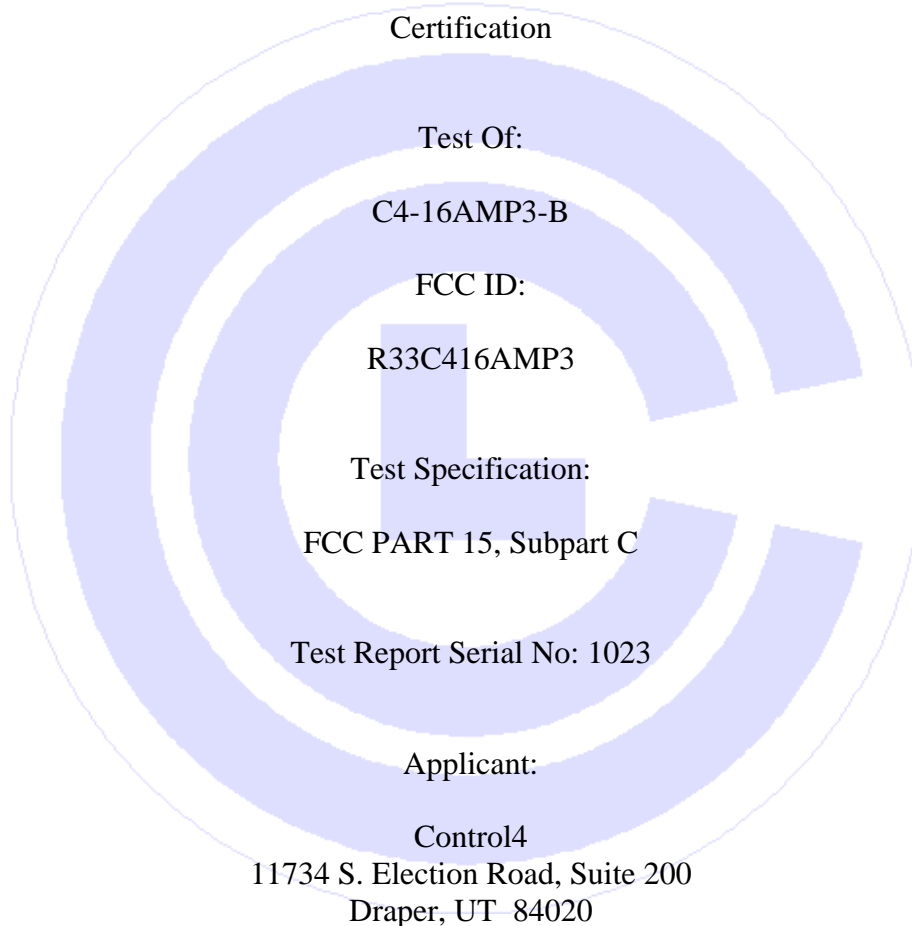 Certification
Test Of:
C4-16AMP3-B
FCC ID:
R33C416AMP3
Test Specification:
FCC PART 15, Subpart C
Test Report Serial No: 1023
Applicant:
Control4
11734 S. Election Road, Suite 200
Draper, UT 84020